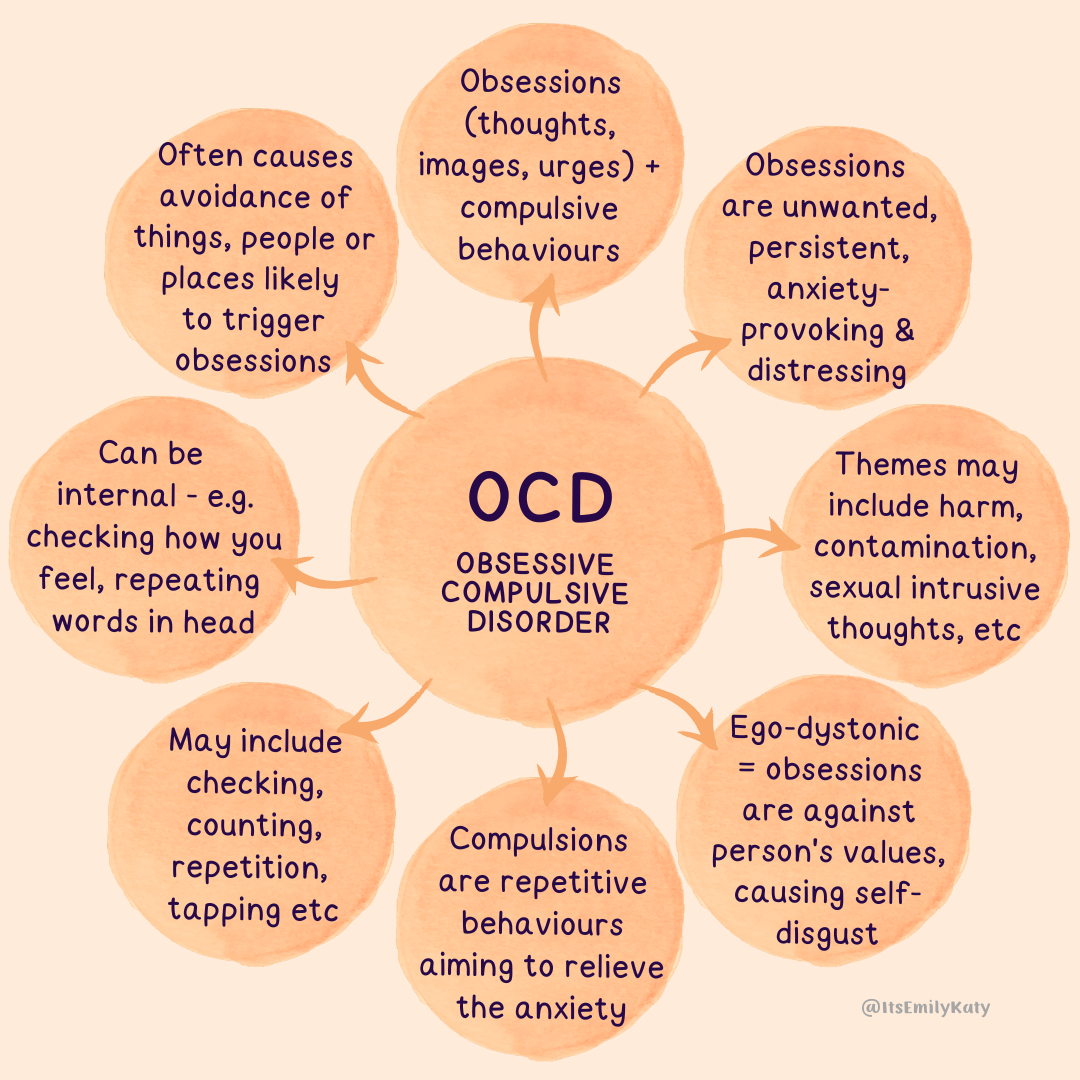 OCD
OBSESSIVE
COMPULSIVE
DISORDER
Obsessions
(thoughts,
images, urges) +
compulsive
behaviours
Obsessions
are unwanted,
persistent,
anxiety-
provoking &
distressing
Themes may
include harm,
contamination,
sexual intrusive
thoughts, etc
Ego-dystonic
= obsessions
are against
person's values,
causing self-
disgust
Compulsions
are repetitive
behaviours
aiming to relieve
the anxiety
May include
checking,
counting,
repetition,
tapping etc
Can be
internal - e.g.
checking how you
feel, repeating
words in head
Often causes
avoidance of
things, people or
places likely
to trigger
obsessions
@ItsEmilyKaty